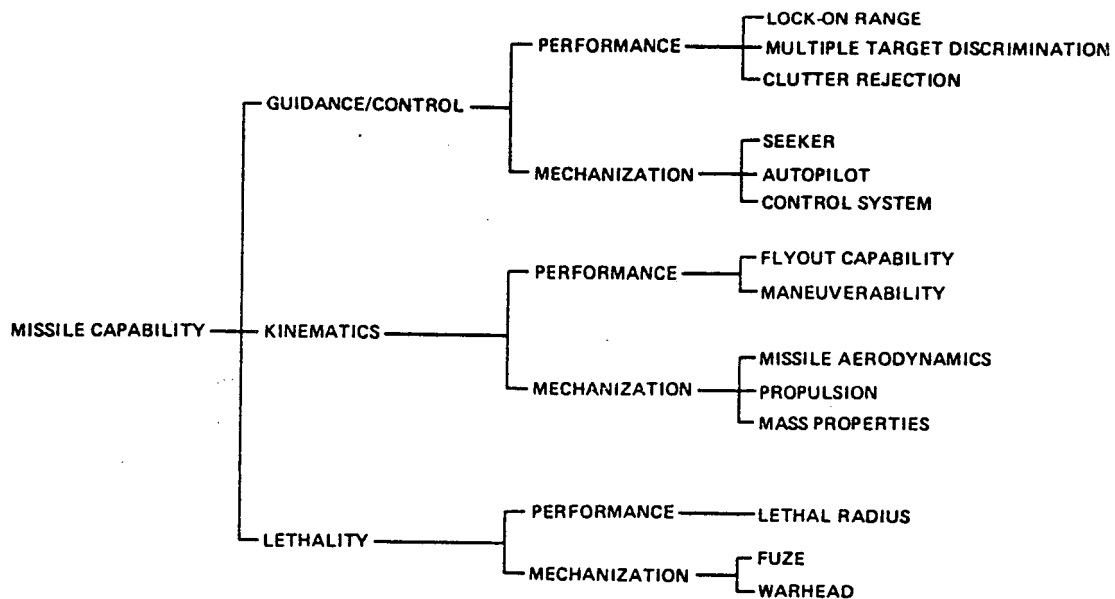 LOCK-ON RANGE
PERFORMANCE
MULTIPLE TARGET DISCRIMINATION
CLUTTER REJECTION
GUIDANCE/CONTROL
SEEKER
MECHANIZATION
AUTOPILOT
CONTROL SYSTEM
FLYOUT CAPABILITY
PERFORMANCE
MANEUVERABILITY
MISSILE CAPABILITY
KINEMATICS
MISSILE AERODYNAMICS
MECHANIZATION
PROPULSION
MASS PROPERTIES
PERFORMANCE
LETHAL RADIUS
LETHALITY
FUZE
MECHANIZATION
WARHEAD